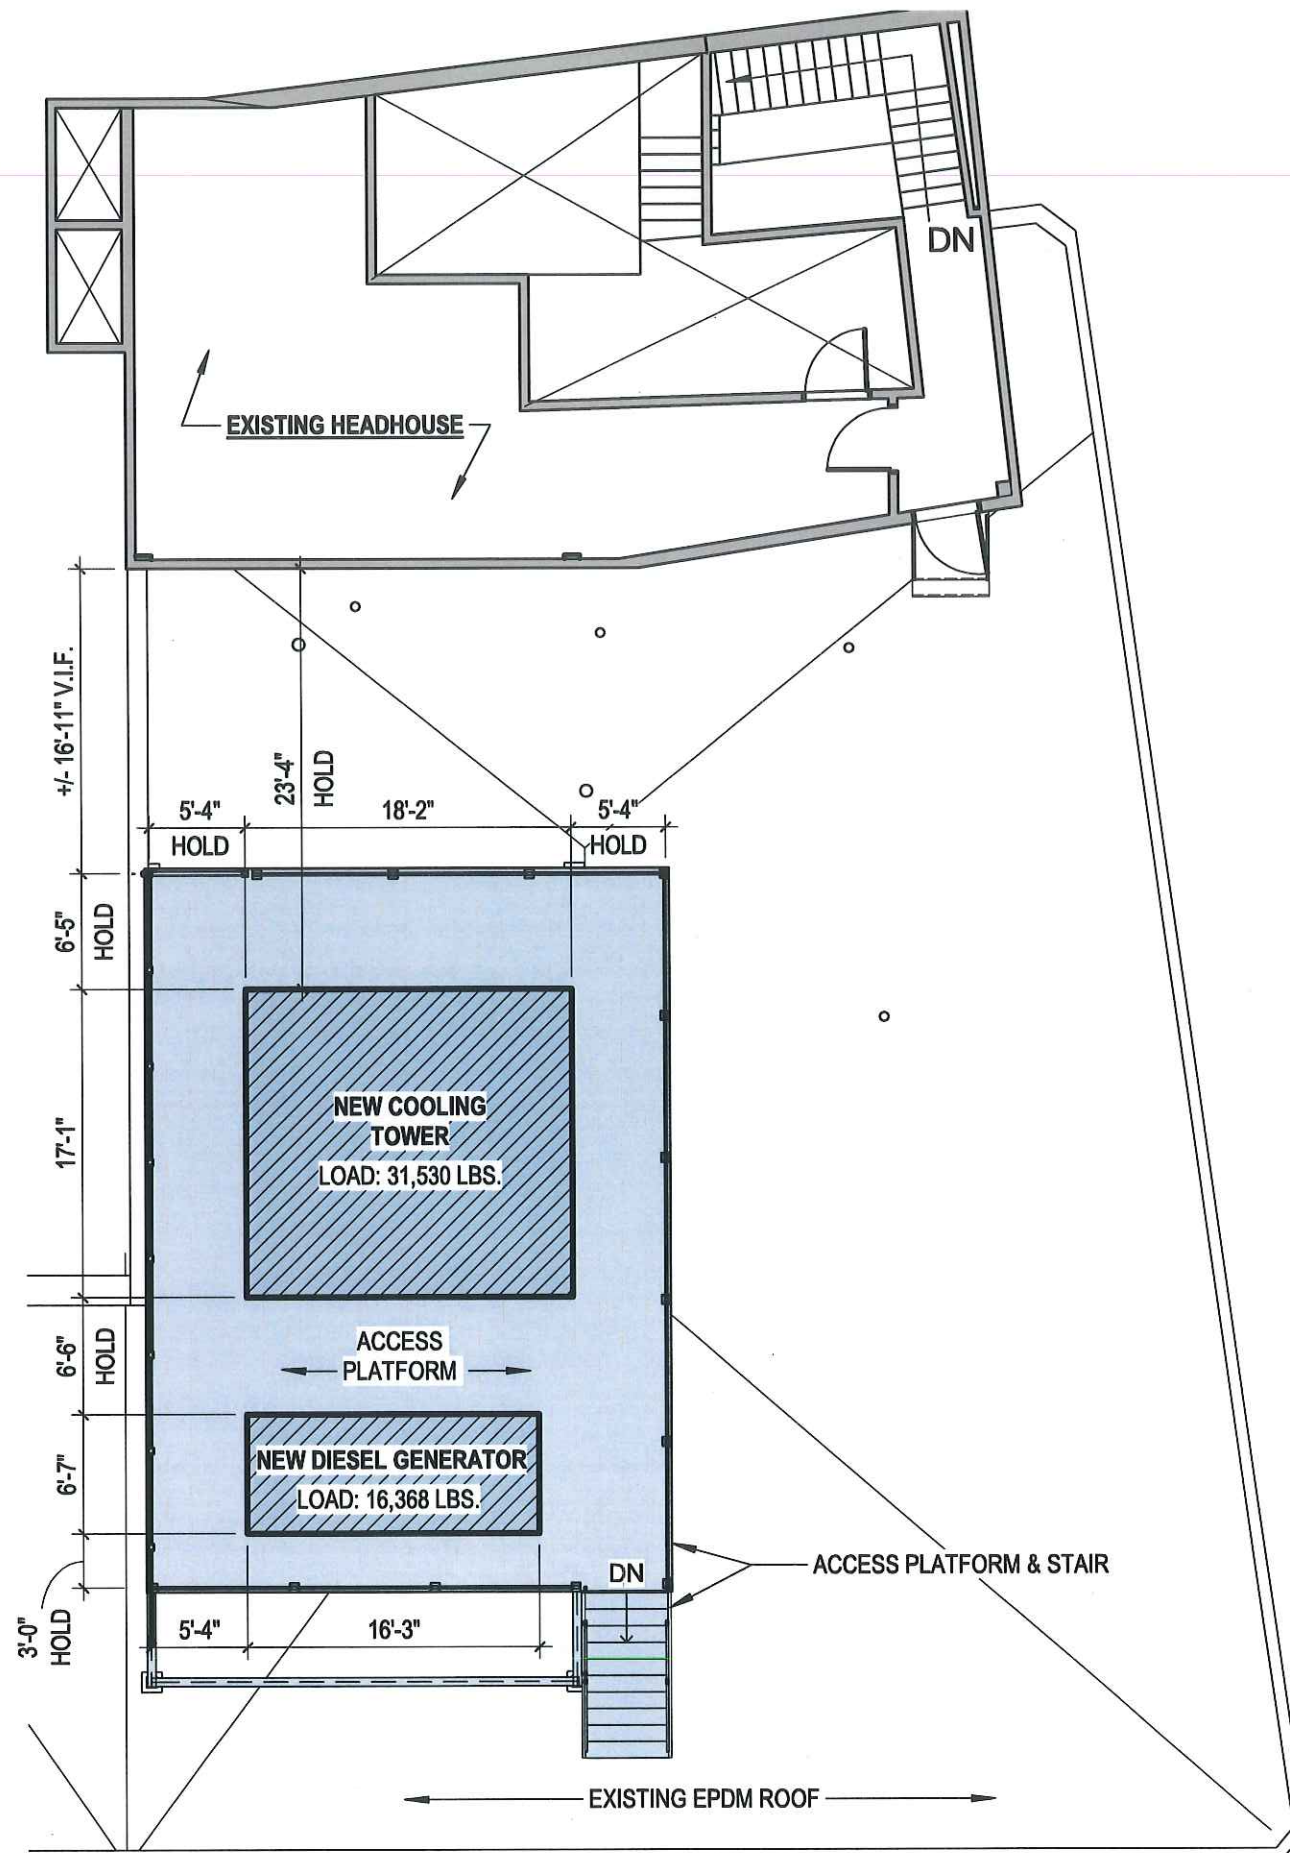 DN
EXISTING HEADHOUSE
+/- 16'-11" V.I.F.
23'-4"
HOLD
5'-4"
18'-2"
5'-4"
HOLD
HOLD
6'-5"
HOLD
17'-1"
NEW COOLING
TOWER
LOAD: 31,530 LBS.
6'-6"
HOLD
ACCESS
PLATFORM
6'-7"
NEW DIESEL GENERATOR
LOAD: 16,368 LBS.
DN
ACCESS PLATFORM & STAIR
3'-0"
HOLD
5'-4"
16'-3"
EXISTING EPDM ROOF